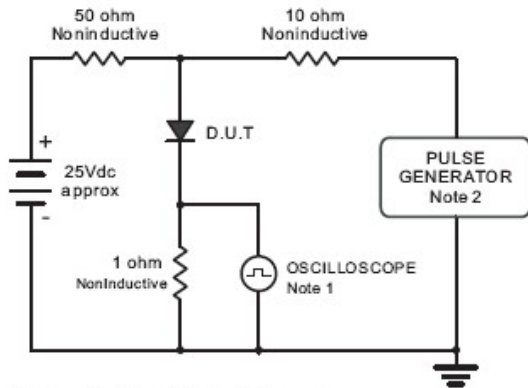 50 ohm
Noninductive
10 ohm
Noninductive
+
D.U.T
25Vdc
approx
-
PULSE
GENERATOR
Note 2
1 ohm
NonInductive
OSCILLOSCOPE
Note 1